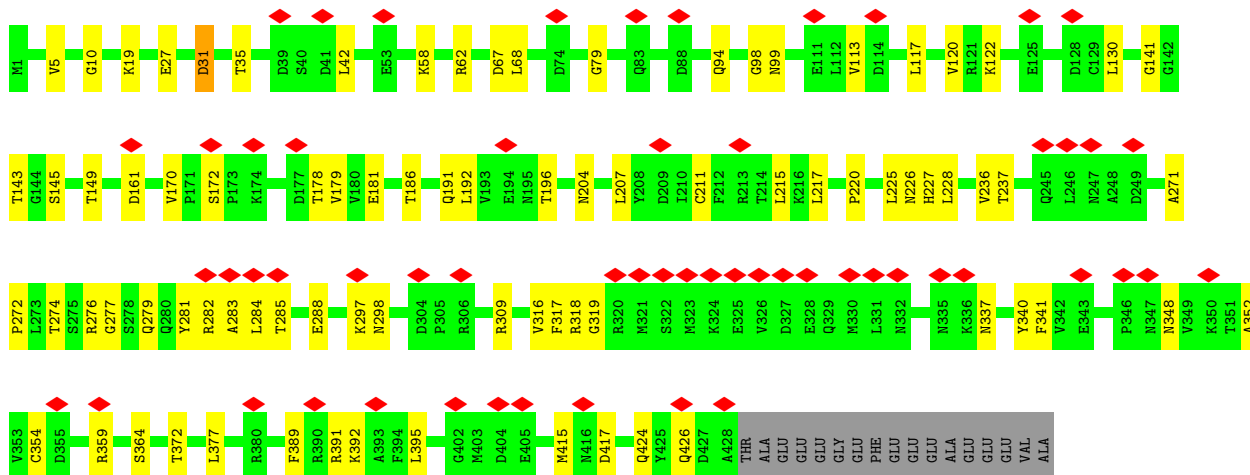 M1 V5 G10 K19 E27 D31 T35 D39 S40 D41 L42 E53 K58 R62 D67 L68 D74 G79 Q83 D88 Q94 G98 N99 E111 L112 V113 D114 L117 V120 R121 K122 E125 D128 C129 L130 G141 G142
T143 G144 S145 T149 D161 V170 P171 S172 P173 K174 D177 T178 V179 V180 E181 T186 Q191 L192 V193 E194 N195 T196 N204 L207 Y208 D209 I210 C211 F212 R213 T214 L215 K216 L217 P220 L225 N226 H227 L228 V236 T237 Q245 L246 N247 A248 D249 A271
P272 L273 T274 S275 R276 G277 S278 Q279 Q280 Y281 R282 A283 L284 T285 E288 K297 N298 D304 P305 R306 R309 V316 F317 R318 G319 R320 M321 S322 M323 K324 E325 V326 D327 E328 Q329 M330 L331 N332 N335 K336 N337 Y340 F341 V342 E343 P346 N347 N348 V349 K350 T351 A352
V353 C354 D355 R359 S364 T372 L377 R380 F389 R390 R391 K392 A393 F394 L395 G402 M403 D404 E405 M415 N416 D417 Q424 Y425 Q426 D427 A428 THR ALA GLU GLU GLU GLY GLU PHE GLU GLU GLU ALA GLU GLU GLU VAL ALA